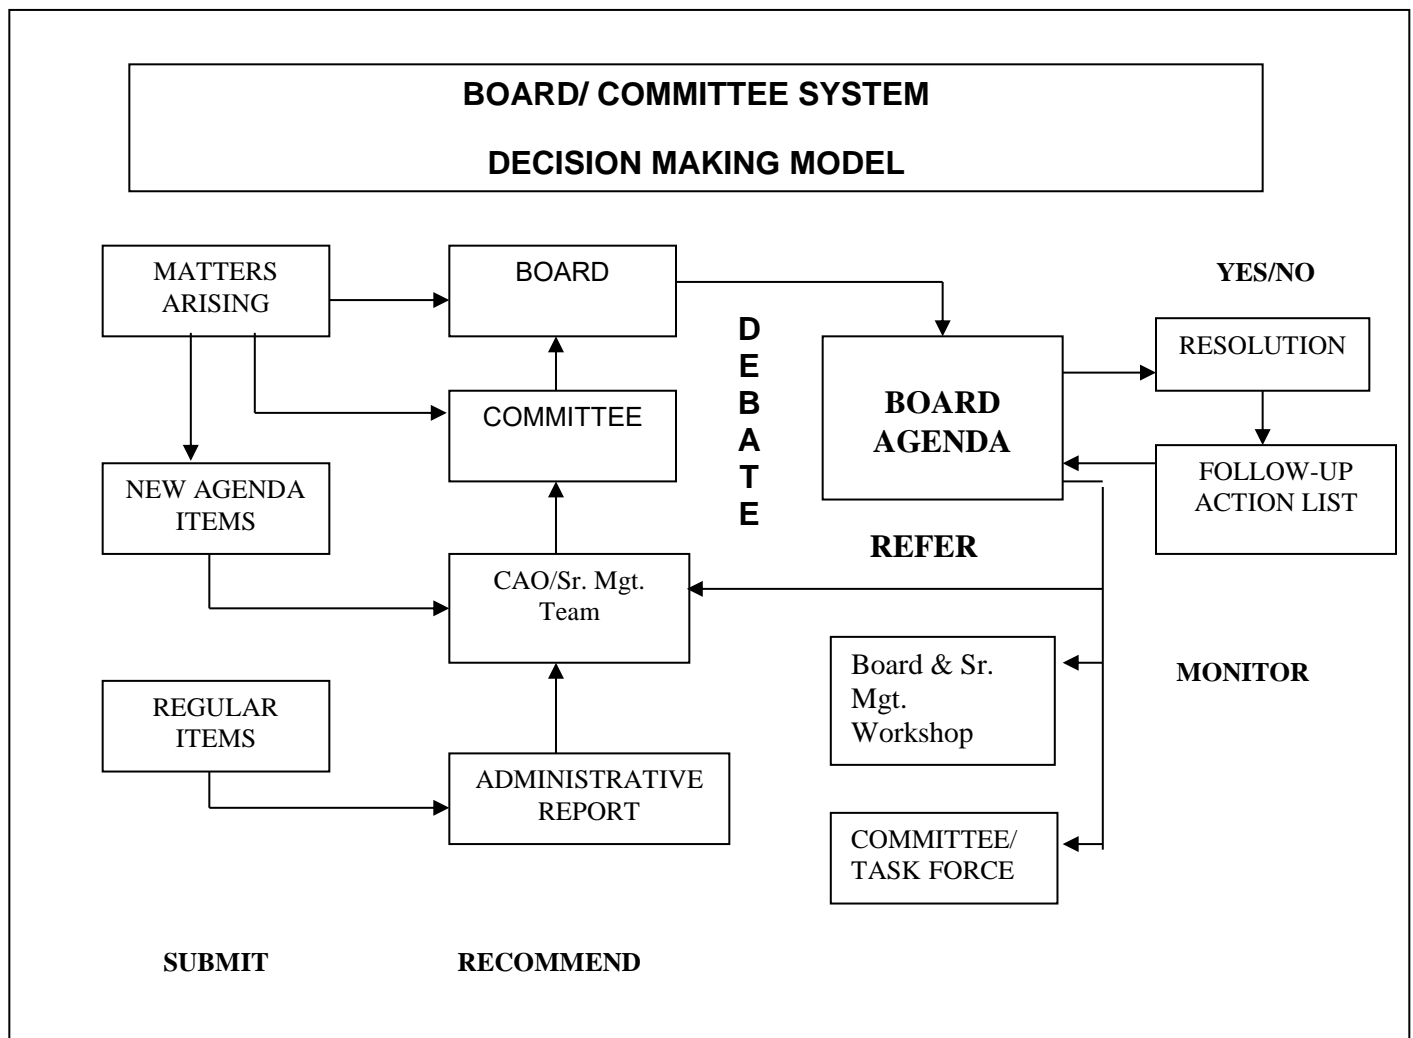 BOARD/ COMMITTEE SYSTEM
DECISION MAKING MODEL
MATTERS
ARISING
BOARD
YES/NO
DEBATE
RESOLUTION
BOARD
AGENDA
COMMITTEE
NEW AGENDA
ITEMS
FOLLOW-UP
ACTION LIST
REFER
CAO/Sr. Mgt.
Team
Board & Sr.
Mgt.
Workshop
MONITOR
REGULAR
ITEMS
ADMINISTRATIVE
REPORT
COMMITTEE/
TASK FORCE
SUBMIT
RECOMMEND